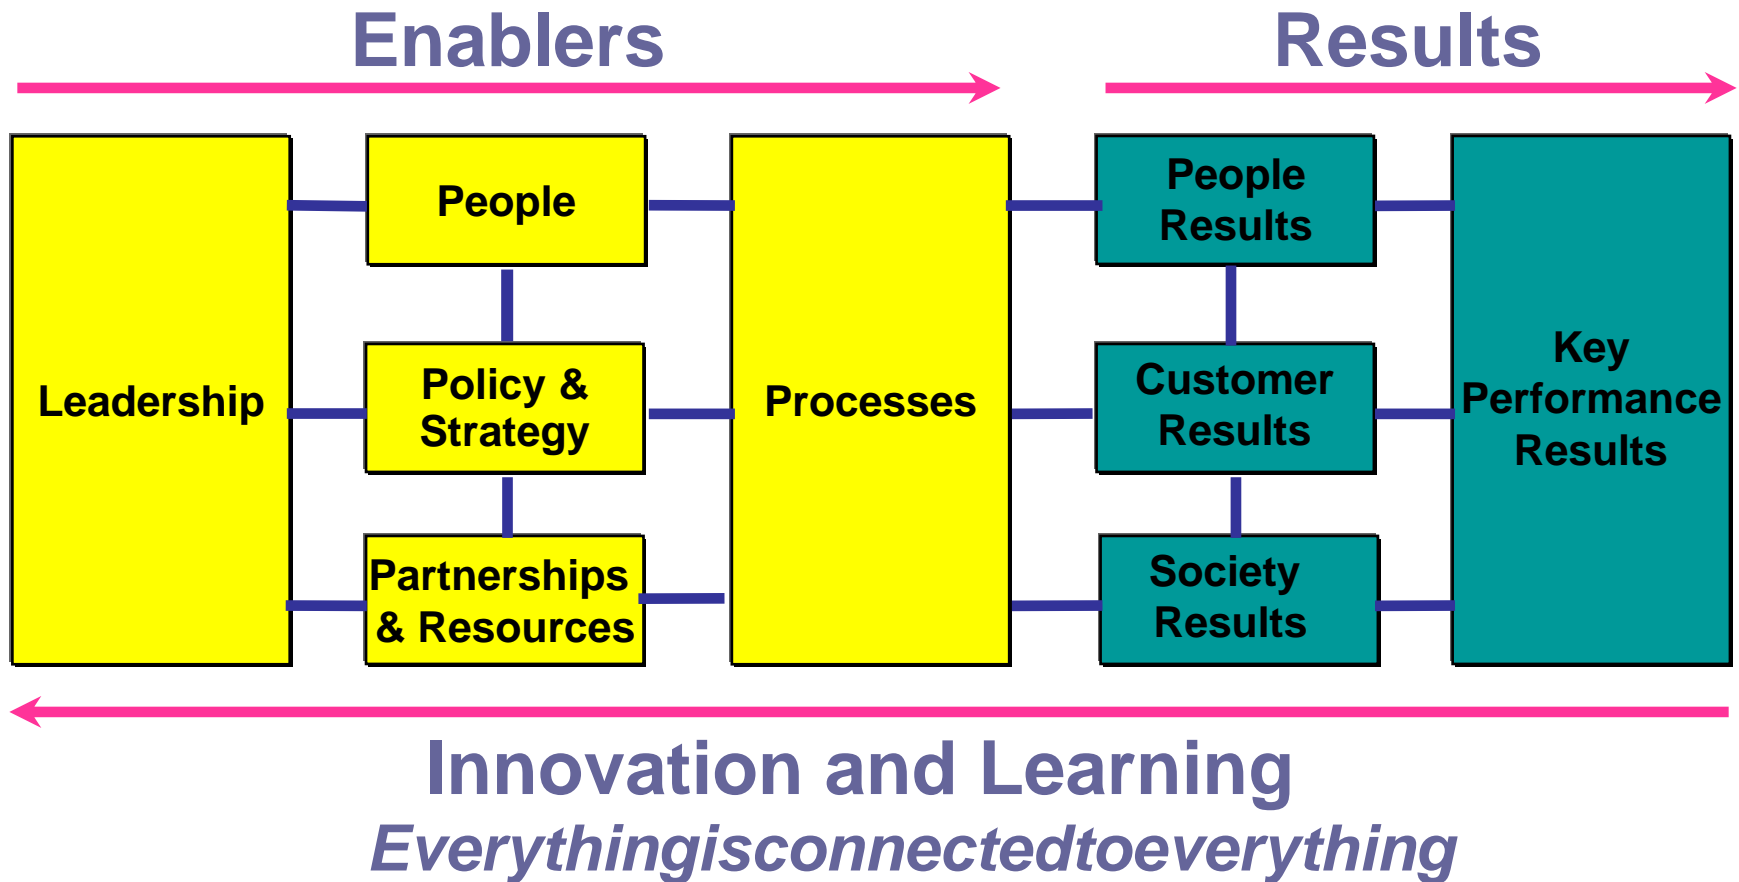 Enablers
Results
Leadership
People
Policy &
Strategy
Partnerships
& Resources
Processes
People
Results
Customer
Results
Society
Results
Key
Performance
Results
Innovation and Learning
Everythingisconnectedtoeverything